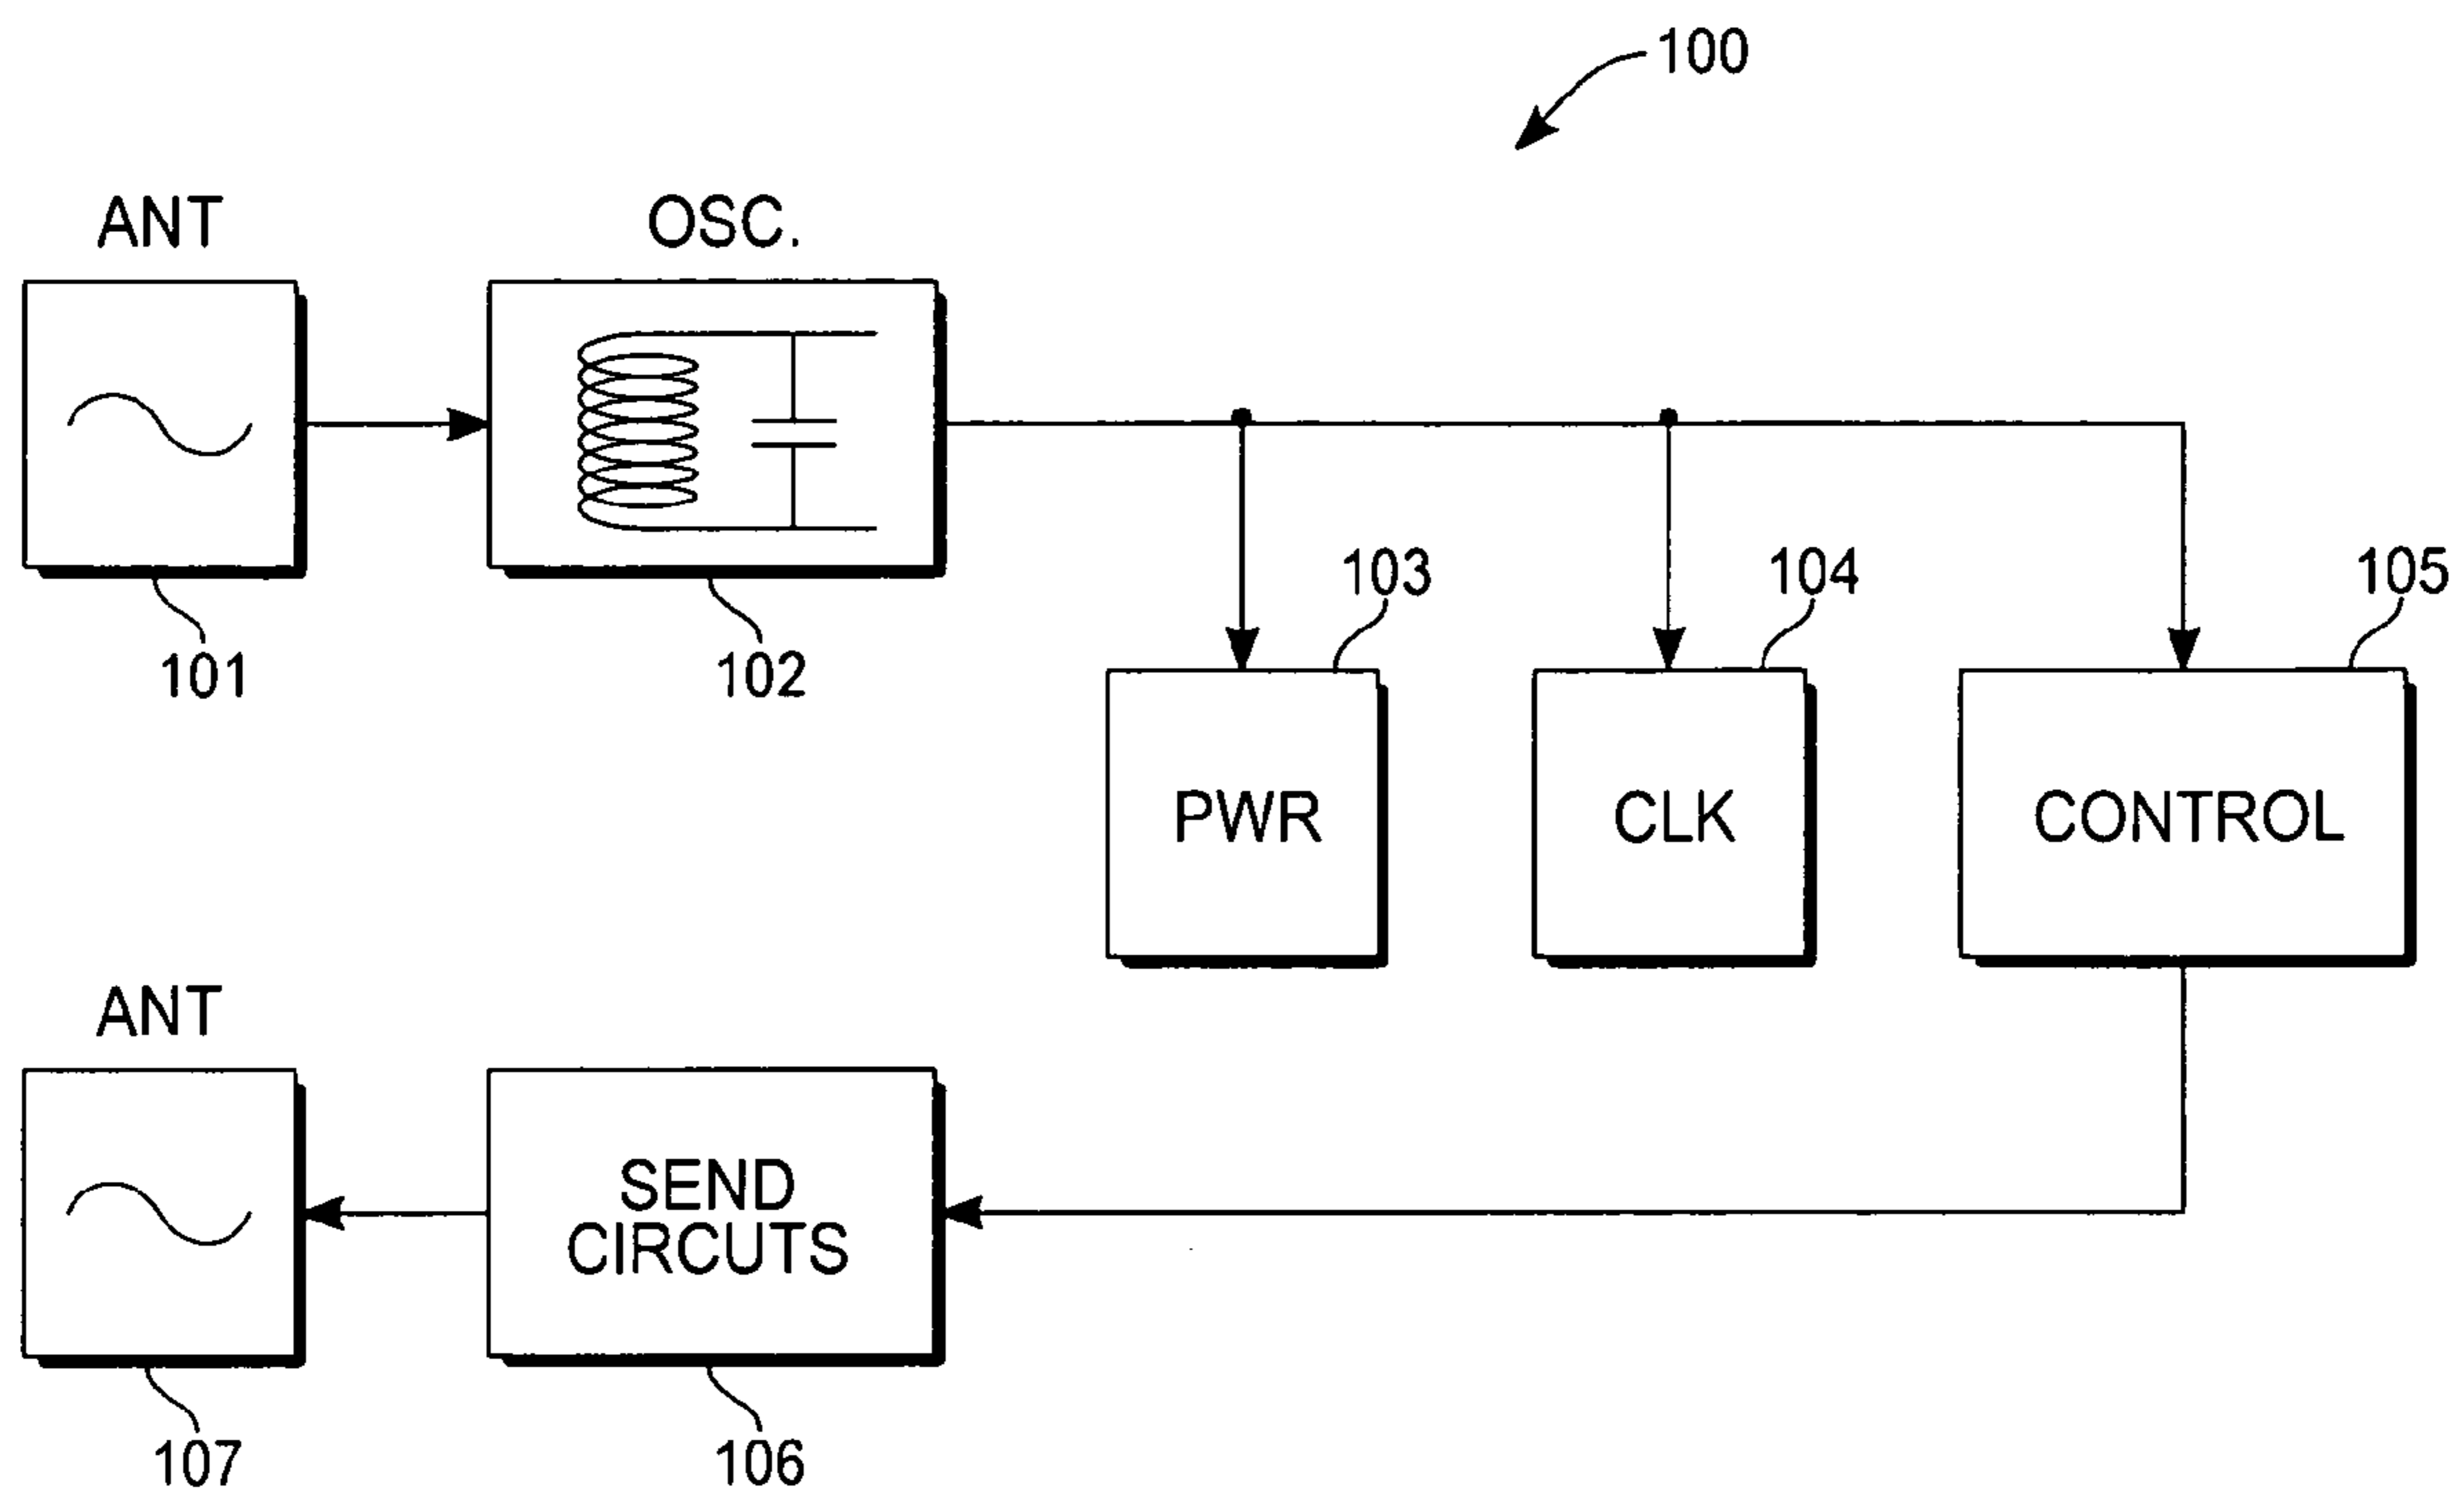 100
ANT
OSC.
101
102
103
104
105
PWR
CLK
CONTROL
ANT
SEND
CIRCUTS
107
106